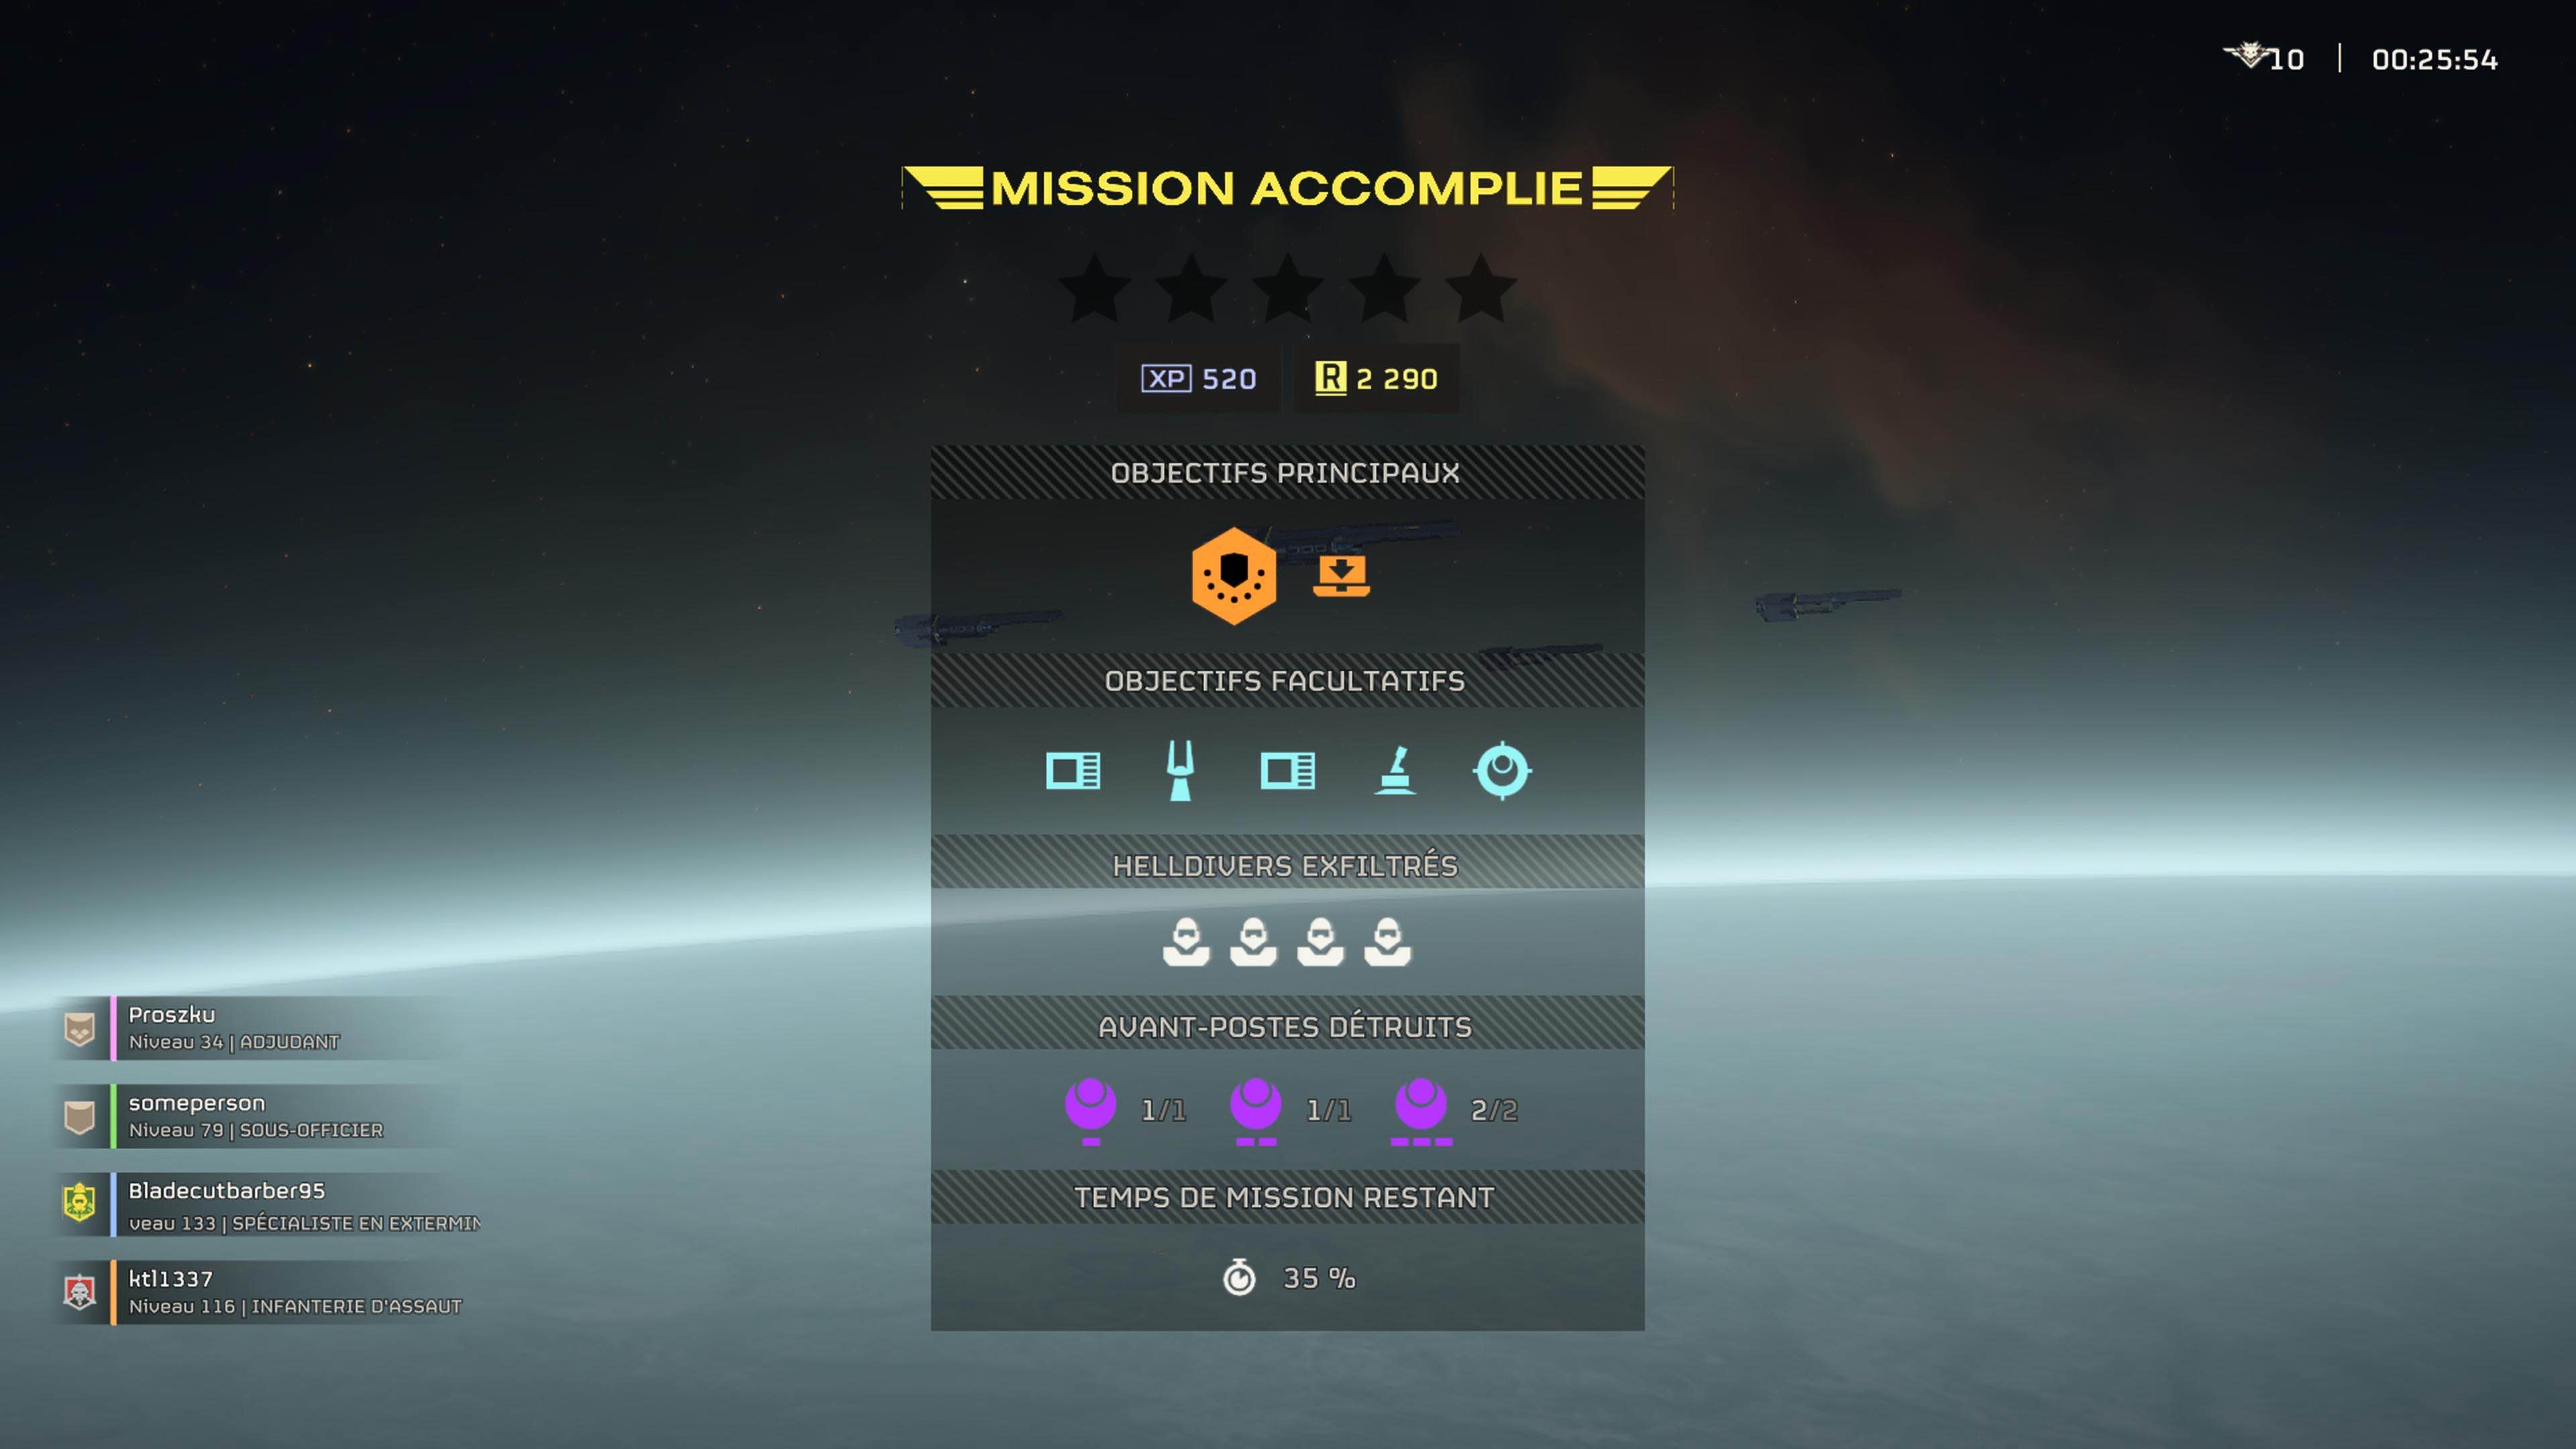 10 | 00:25:54
MISSION ACCOMPLIE
XP 520 R 2 290
OBJECTIFS PRINCIPAUX
OBJECTIFS FACULTATIFS
HELLDIVERS EXFILTRÉS
AVANT-POSTES DÉTRUITS
1/1 1/1 2/2
TEMPS DE MISSION RESTANT
35 %
Proszku
Niveau 34 | ADJUDANT
someperson
Niveau 79 | SOUS-OFFICIER
Bladecutbarber95
veau 133 | SPÉCIALISTE EN EXTERMIN
ktl1337
Niveau 116 | INFANTERIE D'ASSAUT